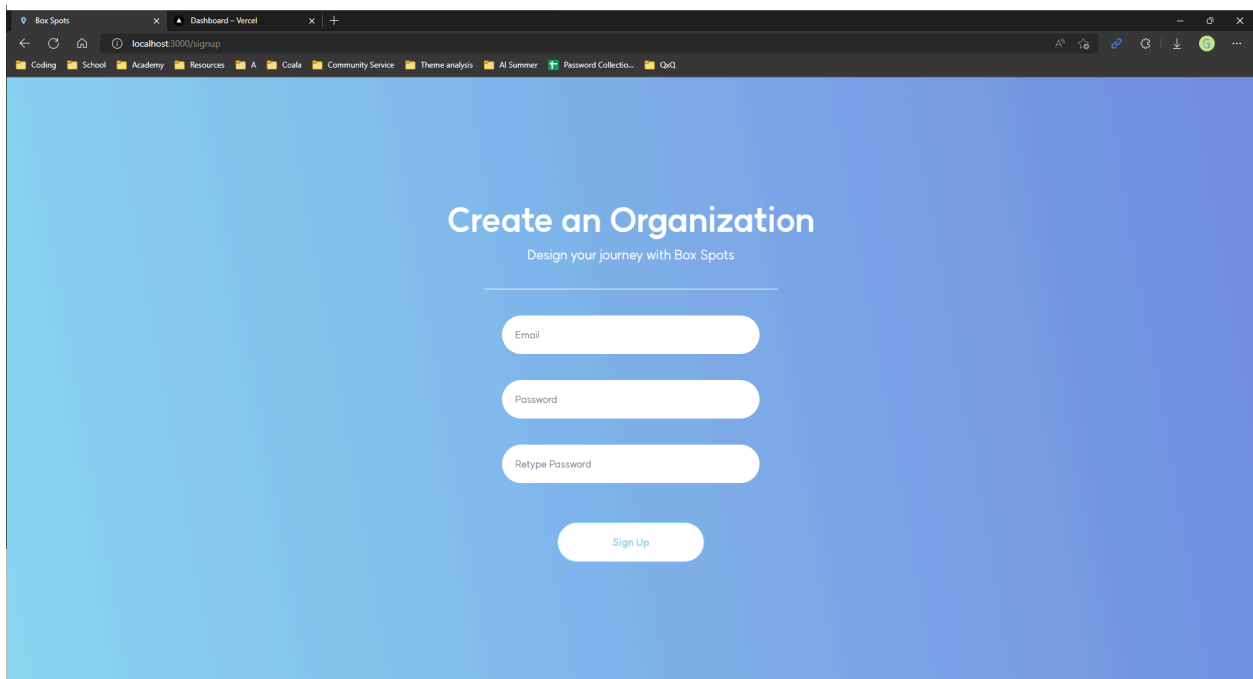 Box Spots
Dashboard – Vercel
localhost:3000/signup
Coding School Academy Resources A Coala Community Service Theme analysis AI Summer Password Collectio... QxQ
G
Create an Organization
Design your journey with Box Spots
Email
Password
Retype Password
Sign Up